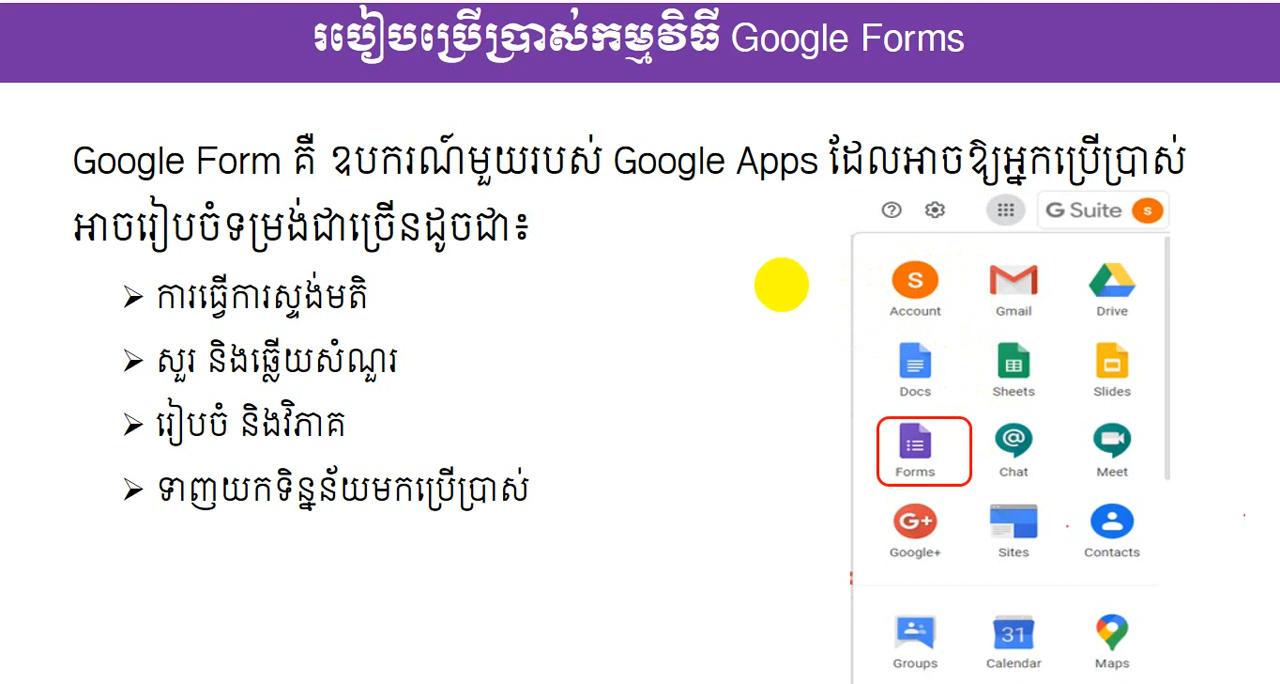 របៀបប្រើប្រាស់កម្មវិធី Google Forms
Google Form គឺ ឧបករណ៍មួយរបស់ Google Apps ដែលអាចឱ្យអ្នកប្រើប្រាស់
អាចរៀបចំទម្រង់ជាច្រើនដូចជា៖
➢ ការធ្វើការស្ទង់មតិ
➢ សួរ និងឆ្លើយសំណួរ
➢ រៀបចំ និងវិភាគ
➢ ទាញយកទិន្នន័យមកប្រើប្រាស់
G Suite S
S
Account Gmail Drive
Docs Sheets Slides
Forms Chat Meet
G+
Google+ Sites Contacts
31
Groups Calendar Maps